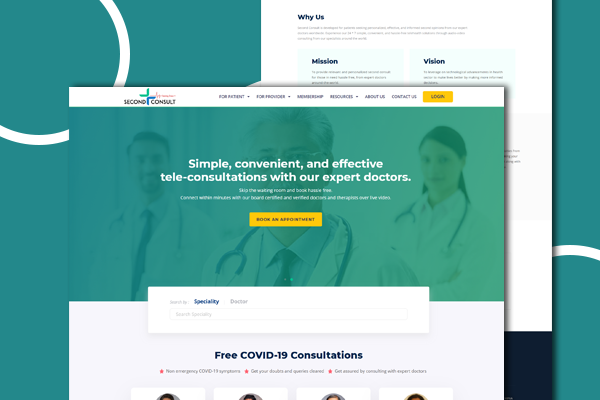 Why Us
Mission
Vision
SECOND CONSULT
FOR PATIENT
FOR PROVIDER
MEMBERSHIP
RESOURCES
ABOUT US
CONTACT US
LOGIN
Simple, convenient, and effective
tele-consultations with our expert doctors.
Skip the waiting room and book hassle free.
Connect within minutes with our board certified and verified doctors and therapists over live video.
BOOK AN APPOINTMENT
Search by :
Speciality
Doctor
Search Speciality
Free COVID-19 Consultations
Non emergency COVID-19 symptoms
Get your doubts and queries cleared
Get assured by consulting with expert doctors